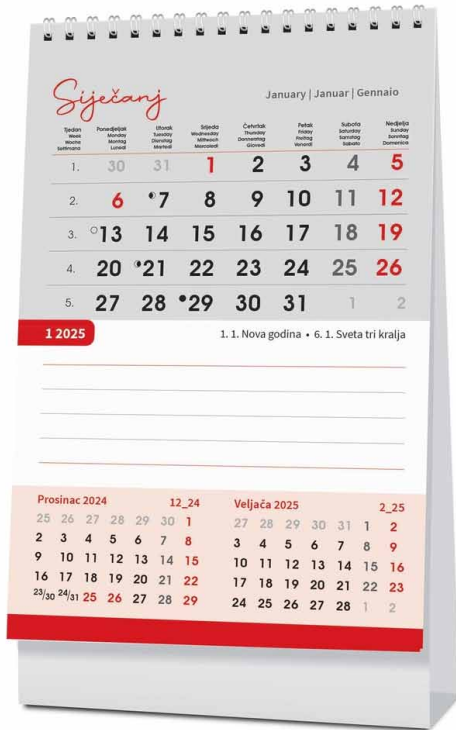 Siječanj
January | Januar | Gennaio
Tjedan Ponedjeljak Utorak Srijeda Četvrtak Petak Subota Nedjelja
Week Monday Tuesday Wednesday Thursday Friday Saturday Sunday
Woche Montag Dienstag Mittwoch Donnerstag Freitag Samstag Sonntag
Settimana Lunedì Martedì Mercoledì Giovedì Venerdì Sabato Domenica
1. 30 31 1 2 3 4 5
2. 6 7 8 9 10 11 12
3. 13 14 15 16 17 18 19
4. 20 21 22 23 24 25 26
5. 27 28 29 30 31 1 2
1 2025
1. 1. Nova godina • 6. 1. Sveta tri kralja
Prosinac 2024 12_24
25 26 27 28 29 30 1
2 3 4 5 6 7 8
9 10 11 12 13 14 15
16 17 18 19 20 21 22
23/30 24/31 25 26 27 28 29
Veljača 2025 2_25
27 28 29 30 31 1 2
3 4 5 6 7 8 9
10 11 12 13 14 15 16
17 18 19 20 21 22 23
24 25 26 27 28 1 2